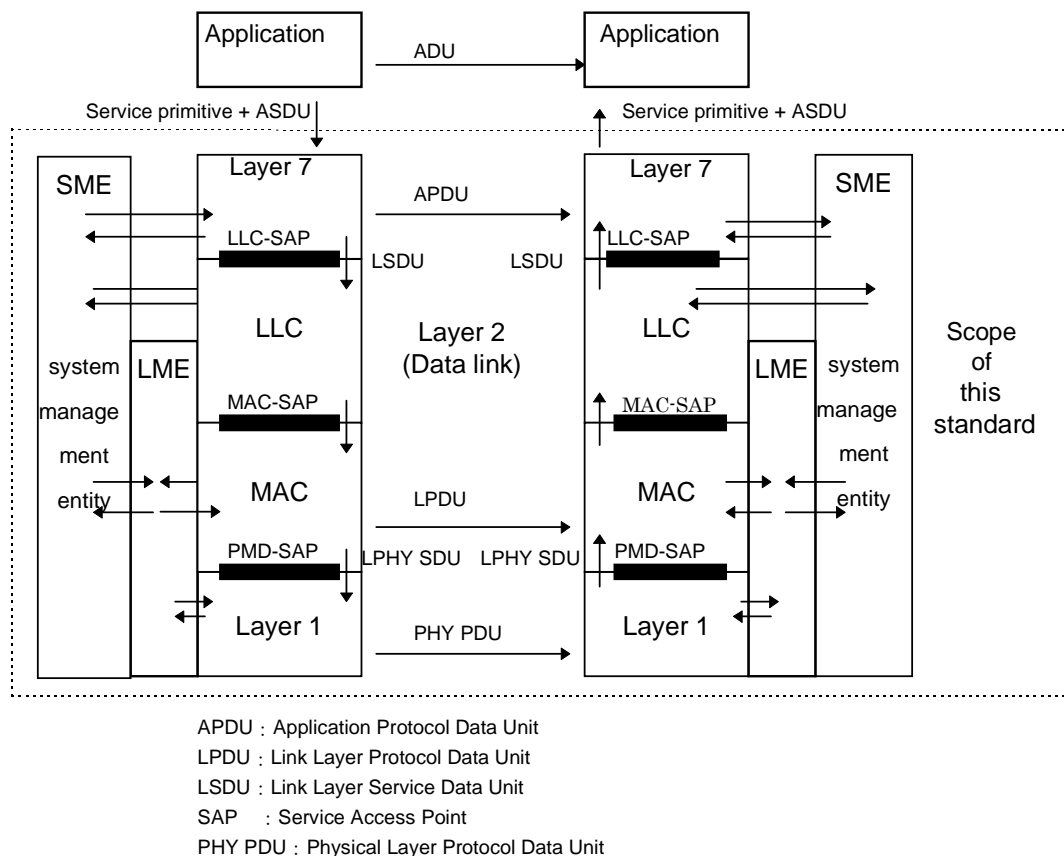 Application
Application
ADU
Service primitive + ASDU
Service primitive + ASDU
Layer 7
Layer 7
SME
SME
APDU
LLC-SAP
LLC-SAP
LSDU
LSDU
LLC
LLC
Layer 2
(Data link)
Scope
of
this
standard
system
manage
ment
entity
LME
LME
system
manage
ment
entity
MAC-SAP
MAC-SAP
MAC
MAC
LPDU
PMD-SAP
PMD-SAP
LPHY SDU
LPHY SDU
Layer 1
Layer 1
PHY PDU
APDU : Application Protocol Data Unit
LPDU : Link Layer Protocol Data Unit
LSDU : Link Layer Service Data Unit
SAP : Service Access Point
PHY PDU : Physical Layer Protocol Data Unit